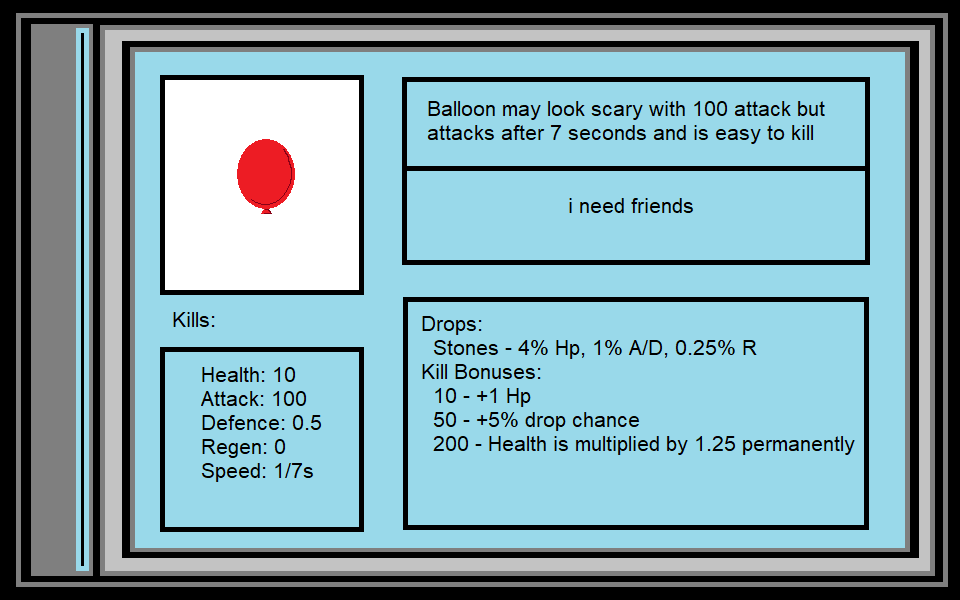 Balloon may look scary with 100 attack but
attacks after 7 seconds and is easy to kill
i need friends
Kills:
Health: 10
Attack: 100
Defence: 0.5
Regen: 0
Speed: 1/7s
Drops:
Stones - 4% Hp, 1% A/D, 0.25% R
Kill Bonuses:
10 - +1 Hp
50 - +5% drop chance
200 - Health is multiplied by 1.25 permanently